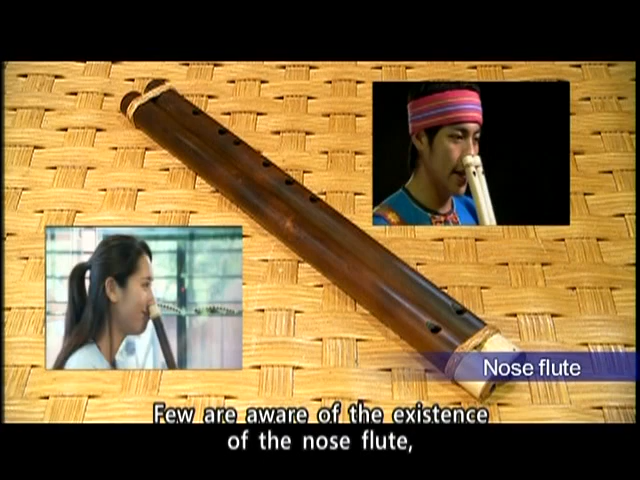 Nose flute
Few are aware of the existence
of the nose flute,